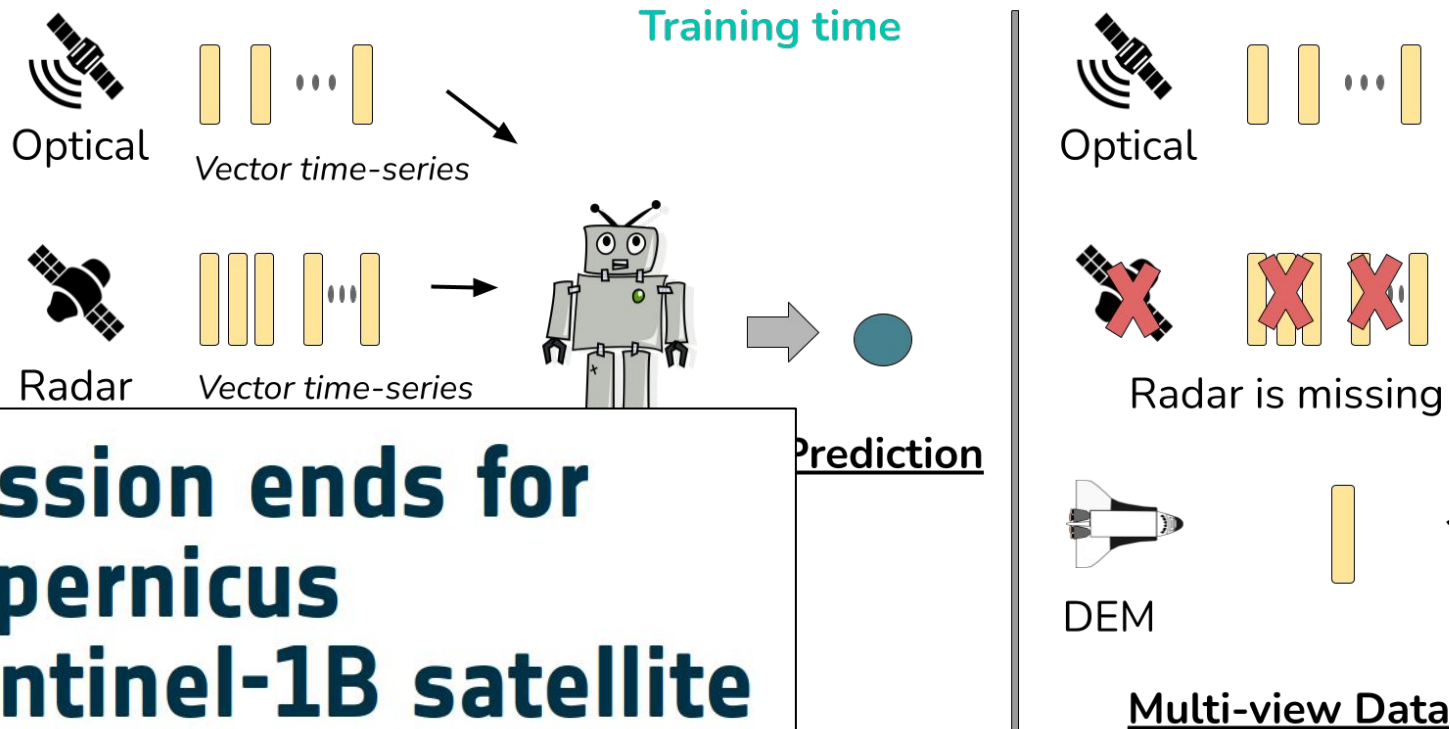 Training time
Optical
Vector time-series
Radar
Vector time-series
Prediction
ssion ends for
pernicus
ntinel-1B satellite
Optical
Radar is missing
DEM
Multi-view Data